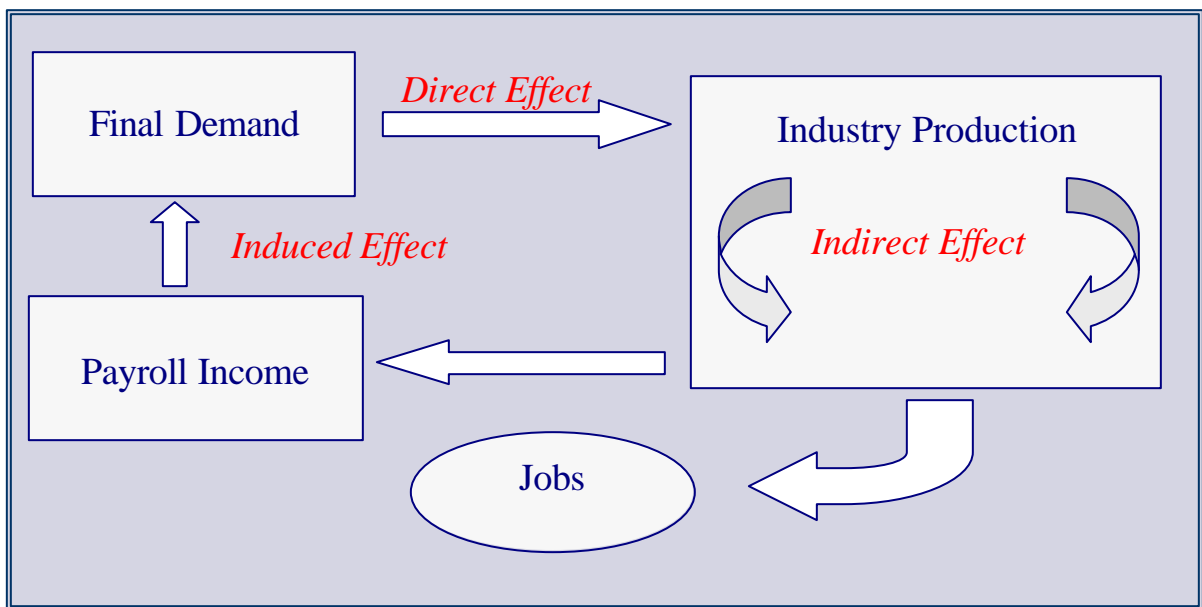 Final Demand
Direct Effect
Industry Production
Indirect Effect
Induced Effect
Payroll Income
Jobs